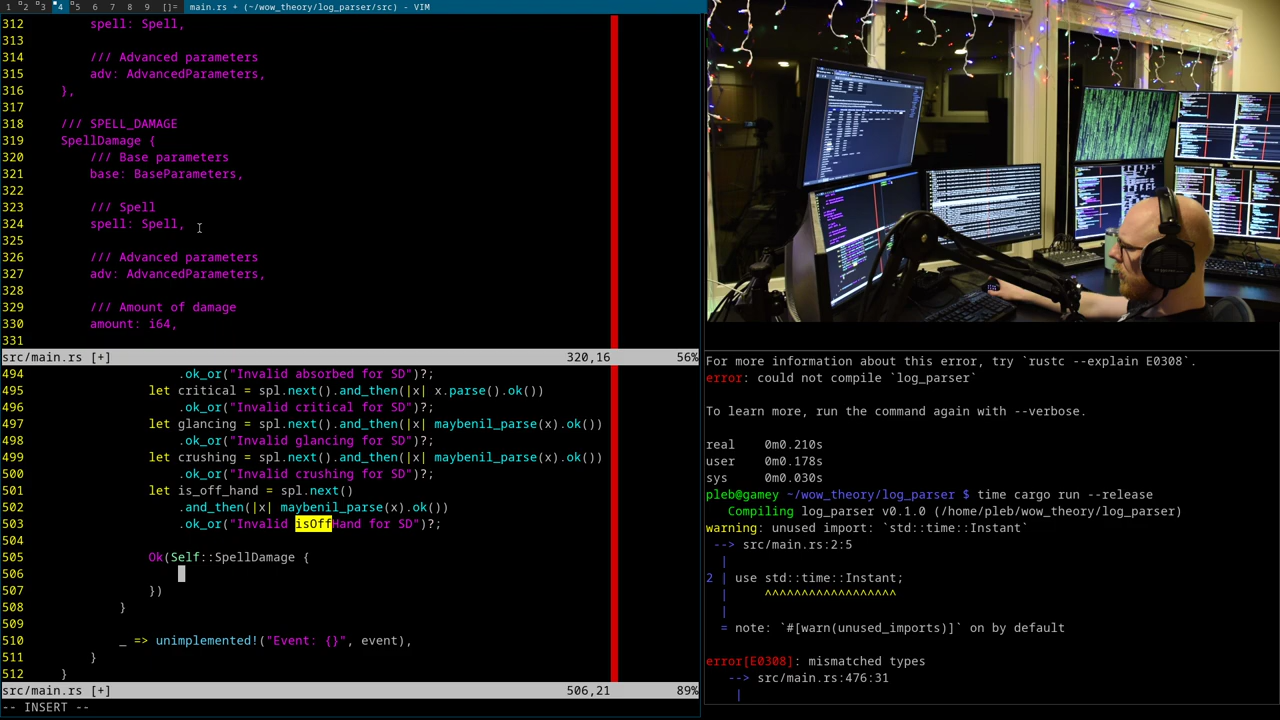 1 2 3 4 5 6 7 8 9 []= main.rs + (~/wow_theory/log_parser/src) - VIM
312 spell: Spell,
313
314 /// Advanced parameters
315 adv: AdvancedParameters,
316 },
317
318 /// SPELL_DAMAGE
319 SpellDamage {
320 /// Base parameters
321 base: BaseParameters,
322
323 /// Spell
324 spell: Spell,
325
326 /// Advanced parameters
327 adv: AdvancedParameters,
328
329 /// Amount of damage
330 amount: i64,
331
src/main.rs [+] 320,16 56%
494 .ok_or("Invalid absorbed for SD")?;
495 let critical = spl.next().and_then(|x| x.parse().ok())
496 .ok_or("Invalid critical for SD")?;
497 let glancing = spl.next().and_then(|x| maybenil_parse(x).ok())
498 .ok_or("Invalid glancing for SD")?;
499 let crushing = spl.next().and_then(|x| maybenil_parse(x).ok())
500 .ok_or("Invalid crushing for SD")?;
501 let is_off_hand = spl.next()
502 .and_then(|x| maybenil_parse(x).ok())
503 .ok_or("Invalid isOffHand for SD")?;
504
505 Ok(Self::SpellDamage {
506
507 })
508 }
509
510 _ => unimplemented!("Event: {}", event),
511 }
512 }
src/main.rs [+] 506,21 89%
-- INSERT --
For more information about this error, try `rustc --explain E0308`.
error: could not compile `log_parser`
To learn more, run the command again with --verbose.
real 0m0.210s
user 0m0.178s
sys 0m0.030s
pleb@gamey ~/wow_theory/log_parser $ time cargo run --release
Compiling log_parser v0.1.0 (/home/pleb/wow_theory/log_parser)
warning: unused import: `std::time::Instant`
--> src/main.rs:2:5
|
2 | use std::time::Instant;
| ^^^^^^^^^^^^^^^^^^
|
= note: `#[warn(unused_imports)]` on by default
error[E0308]: mismatched types
--> src/main.rs:476:31
|